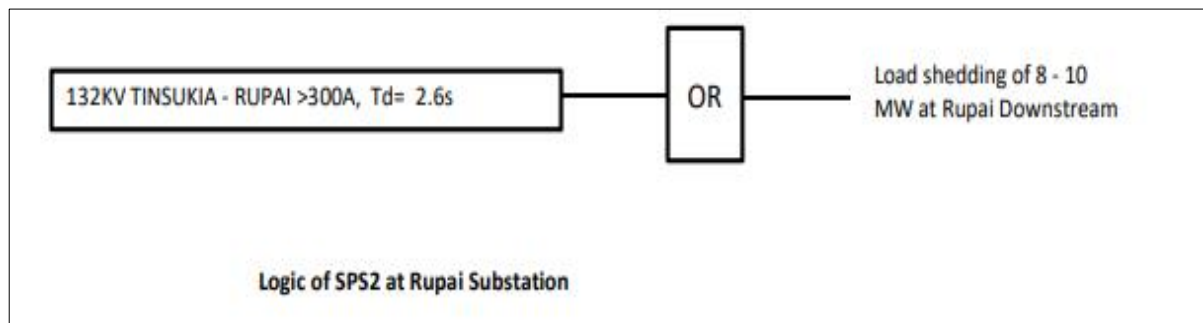 132KV TINSUKIA - RUPAI >300A, Td= 2.6s
OR
Load shedding of 8 - 10
MW at Rupai Downstream
Logic of SPS2 at Rupai Substation